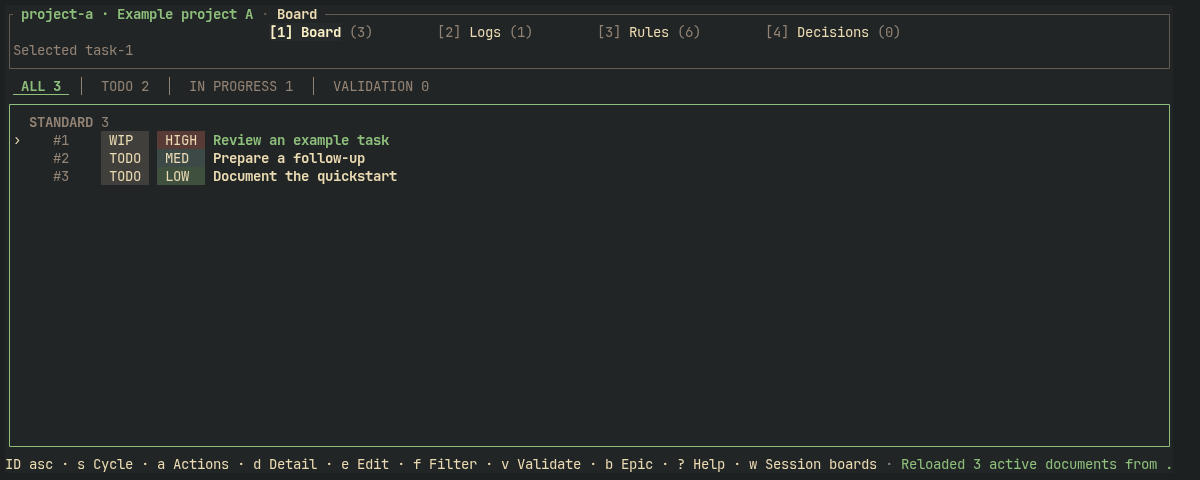 project-a · Example project A · Board
[1] Board (3) [2] Logs (1) [3] Rules (6) [4] Decisions (0)
Selected task-1
ALL 3 │ TODO 2 │ IN PROGRESS 1 │ VALIDATION 0
STANDARD 3
› #1 WIP HIGH Review an example task
#2 TODO MED Prepare a follow-up
#3 TODO LOW Document the quickstart
ID asc · s Cycle · a Actions · d Detail · e Edit · f Filter · v Validate · b Epic · ? Help · w Session boards · Reloaded 3 active documents from .